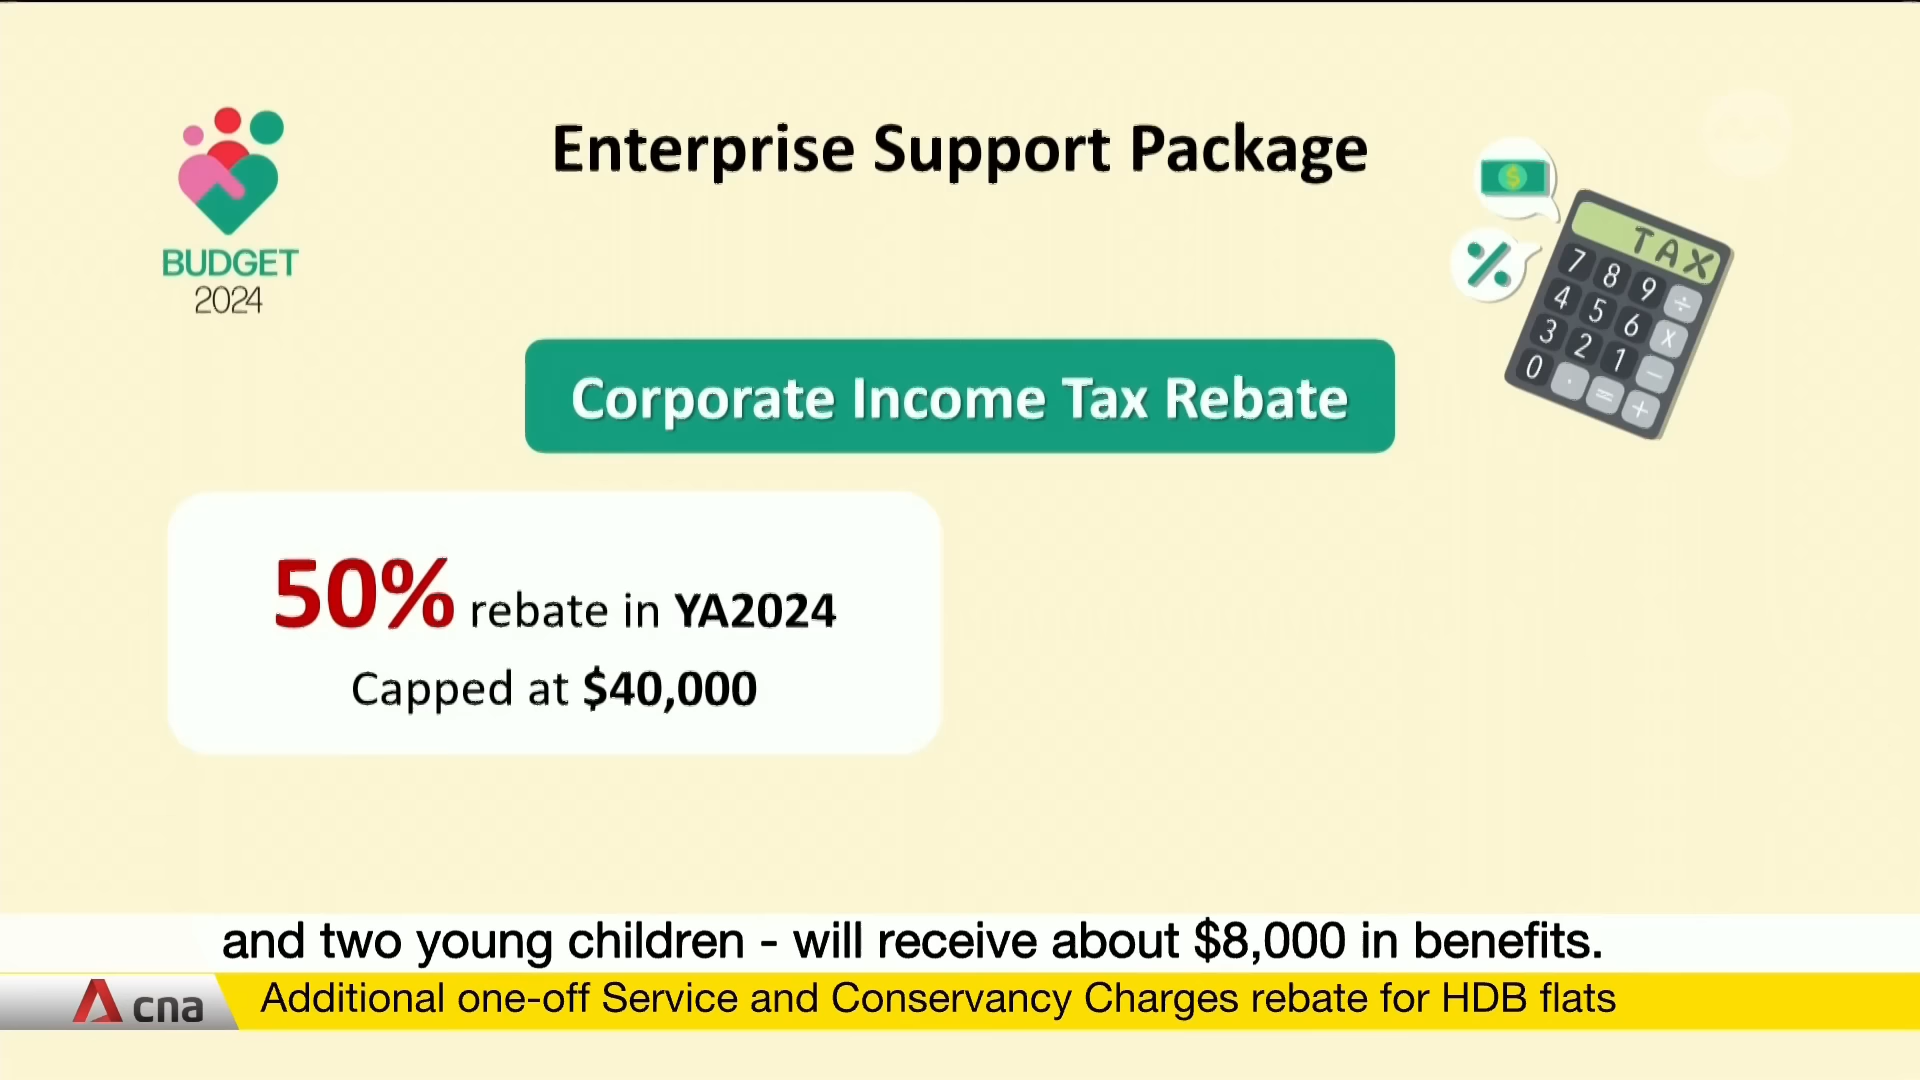 Enterprise Support Package
BUDGET
2024
TAX
7 8 9 ÷
4 5 6 X
3 2 1 −
0 . = +
$
%
Corporate Income Tax Rebate
50% rebate in YA2024
Capped at $40,000
and two young children - will receive about $8,000 in benefits.
cna
Additional one-off Service and Conservancy Charges rebate for HDB flats